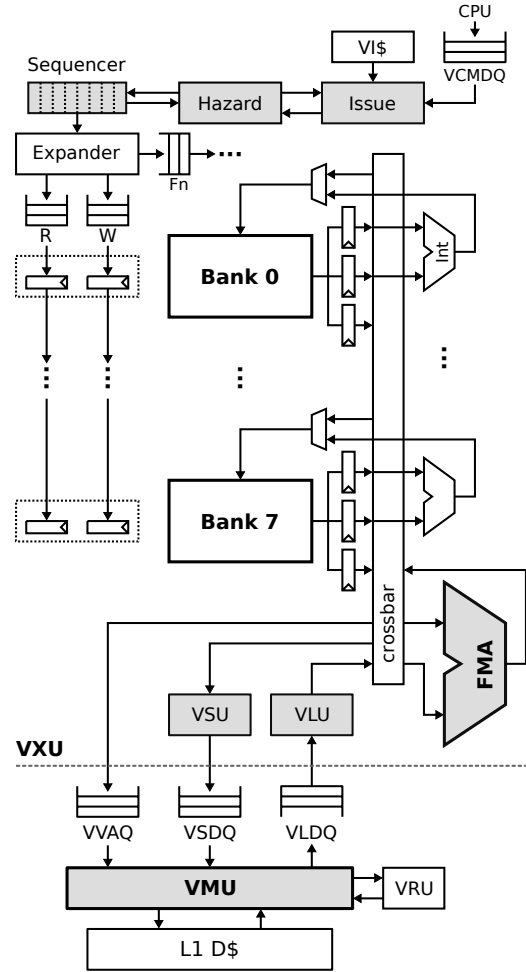 CPU
VI$
VCMDQ
Sequencer
Hazard
Issue
Expander
...
Fn
R
W
Int
Bank 0
...
...
...
...
Bank 7
crossbar
FMA
VSU
VLU
VXU
VVAQ
VSDQ
VLDQ
VMU
VRU
L1 D$